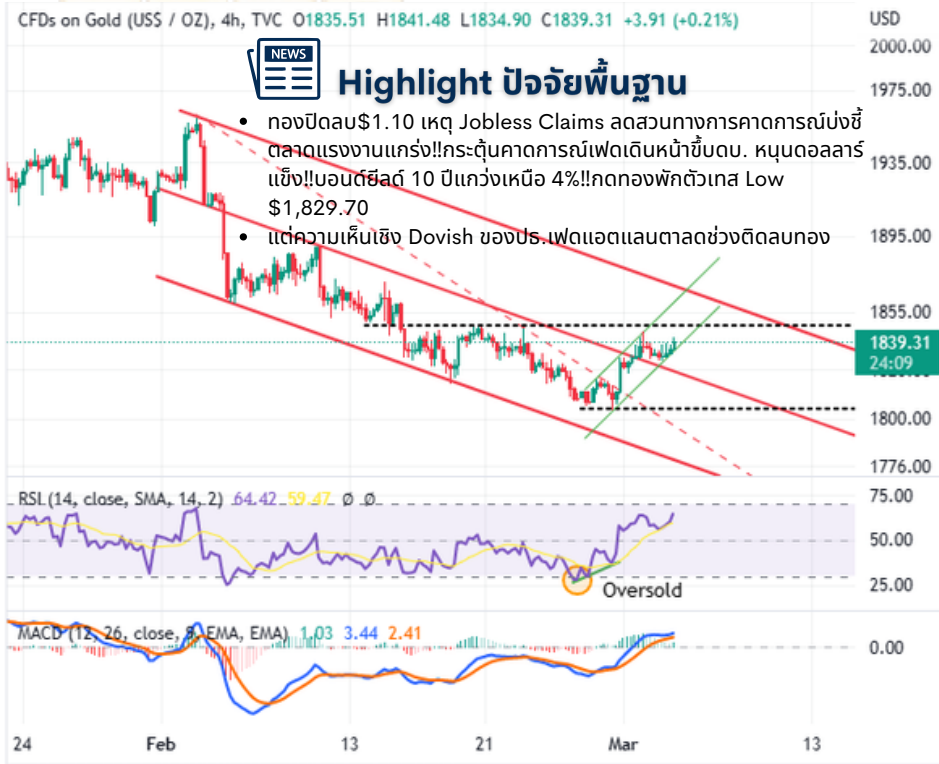 CFDs on Gold (US$ / OZ), 4h, TVC O1835.51 H1841.48 L1834.90 C1839.31 +3.91 (+0.21%)
USD
2000.00
NEWS
Highlight ปัจจัยพื้นฐาน
1975.00
• ทองปิดลบ$1.10 เหตุ Jobless Claims ลดสวนทางการคาดการณ์บ่งชี้
ตลาดแรงงานแกร่ง!!กระตุ้นคาดการณ์เฟดเดินหน้าขึ้นดบ. หนุนดอลลาร์
1935.00
แข็ง!!บอนด์ยีลด์ 10 ปีแกว่งเหนือ 4%!!กดทองพักตัวเทส Low
$1,829.70
• แต่ความเห็นเชิง Dovish ของปธ.เฟดแอตแลนตาลดช่วงติดลบทอง
1895.00
1855.00
1839.31
24:09
1800.00
1776.00
RSI (14, close, SMA, 14, 2) 64.42 59.47 Ø Ø
75.00
50.00
25.00
Oversold
MACD (12, 26, close, 9, EMA, EMA) 1.03 3.44 2.41
0.00
24 Feb 13 21 Mar 13